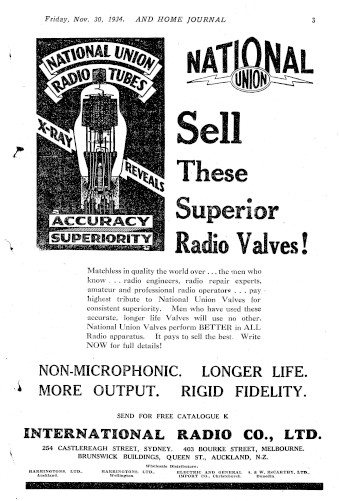 Friday, Nov. 30, 1934. AND HOME JOURNAL 3
NATIONAL UNION
RADIO TUBES
X-RAY
REVEALS
ACCURACY
SUPERIORITY
NATIONAL
UNION
Sell
These
Superior
Radio Valves!
Matchless in quality the world over . . . the men who
know . . . radio engineers, radio repair experts,
amateur and professional radio operators . . . pay
highest tribute to National Union Valves for
consistent superiority. Men who have used these
accurate, longer life Valves will use no other.
National Union Valves perform BETTER in ALL
Radio apparatus. It pays to sell the best. Write
NOW for full details!
NON-MICROPHONIC. LONGER LIFE.
MORE OUTPUT. RIGID FIDELITY.
SEND FOR FREE CATALOGUE K
INTERNATIONAL RADIO CO., LTD.
254 CASTLEREAGH STREET, SYDNEY. 403 BOURKE STREET, MELBOURNE.
BRUNSWICK BUILDINGS, QUEEN ST., AUCKLAND, N.Z.
Wholesale Distributors:
HARRINGTONS, LTD., HARRINGTONS, LTD., ELECTRIC AND GENERAL A. & W. McCARTHY, LTD.,
Auckland. Wellington IMPORT CO., Christchurch. Dunedin